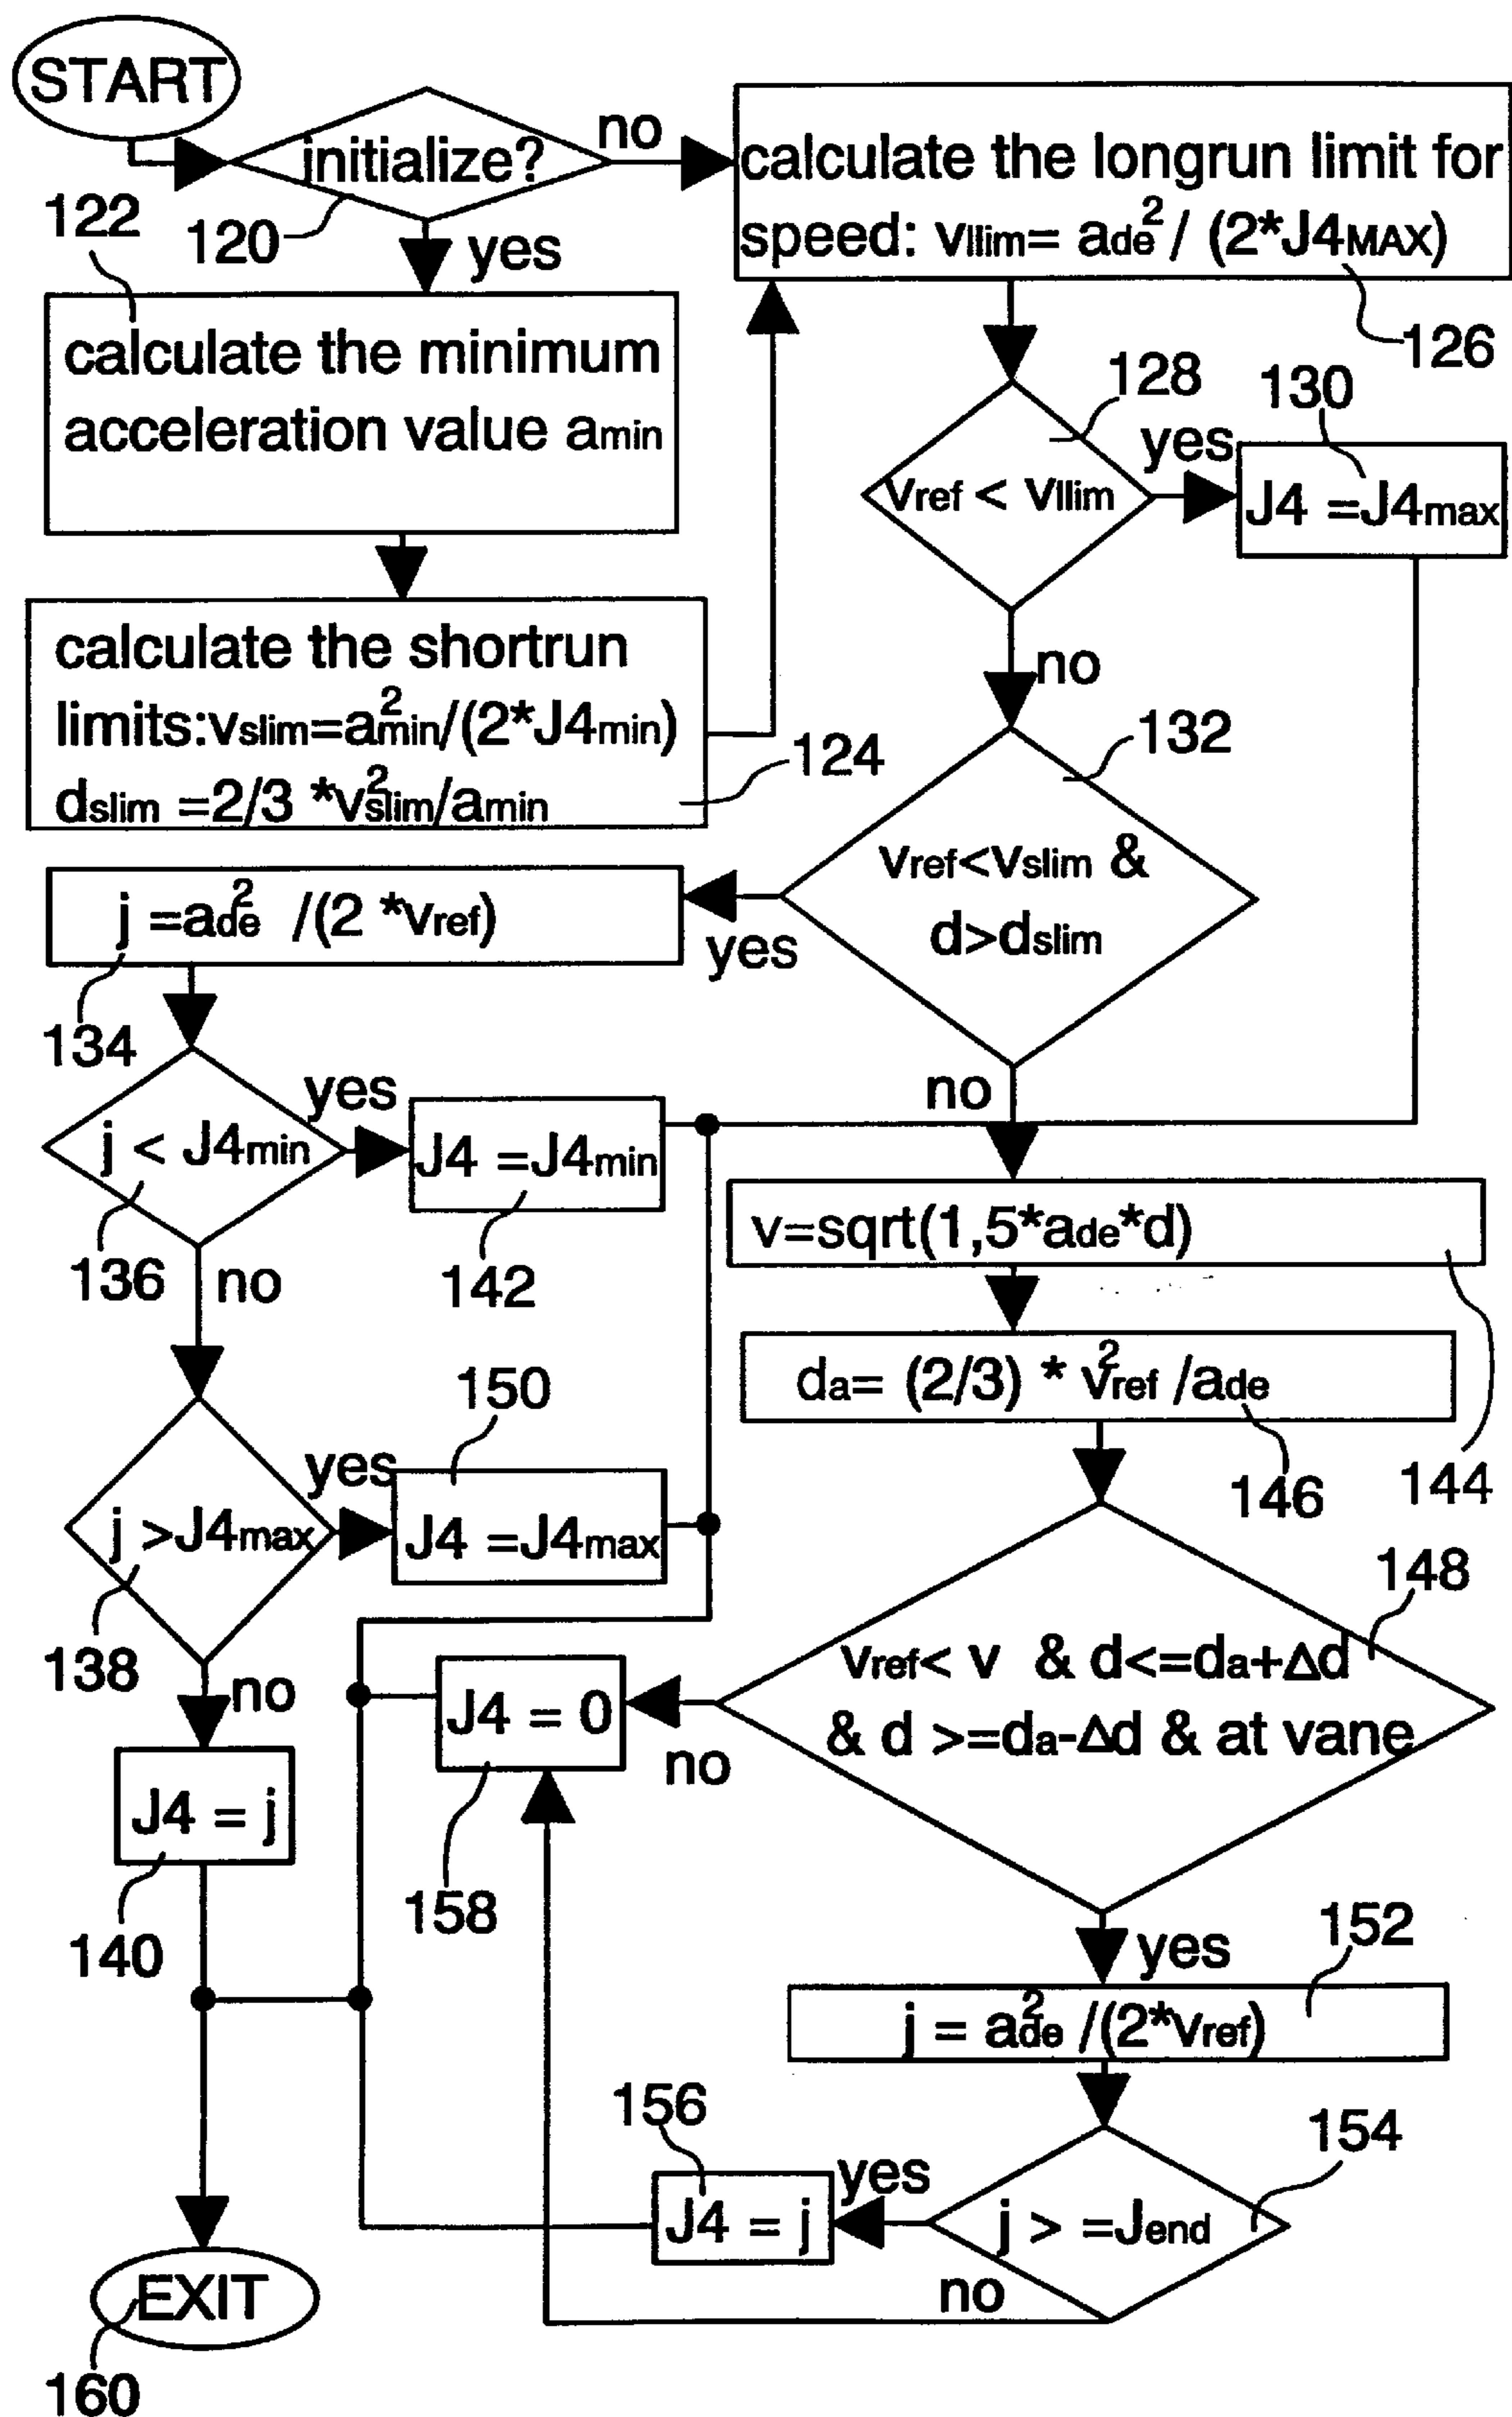 START
initialize?
no
120
yes
122
calculate the longrun limit for
speed: vllim= ade² / (2*J4MAX)
126
calculate the minimum
acceleration value amin
128
Vref < Vllim
yes
130
J4 =J4max
no
calculate the shortrun
limits:vslim=a²min/(2*J4min)
dslim =2/3 *v²slim/amin
124
132
Vref<Vslim &
d>dslim
yes
no
j =ade² /(2 *Vref)
134
j < J4min
yes
136
no
J4 =J4min
142
v=sqrt(1,5*ade*d)
144
da= (2/3) * v²ref /ade
146
j >J4max
yes
138
no
150
J4 =J4max
148
Vref< v & d<=da+Δd
& d >=da-Δd & at vane
no
yes
J4 = 0
158
J4 = j
140
152
j = a²de /(2*Vref)
154
j > =Jend
yes
no
156
J4 = j
EXIT
160